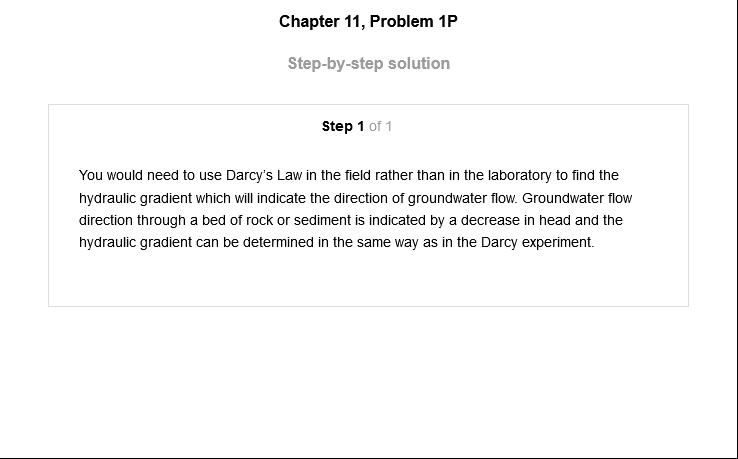 Chapter 11, Problem 1P
Step-by-step solution
Step 1 of 1
You would need to use Darcy's Law in the field rather than in the laboratory to find the
hydraulic gradient which will indicate the direction of groundwater flow. Groundwater flow
direction through a bed of rock or sediment is indicated by a decrease in head and the
hydraulic gradient can be determined in the same way as in the Darcy experiment.